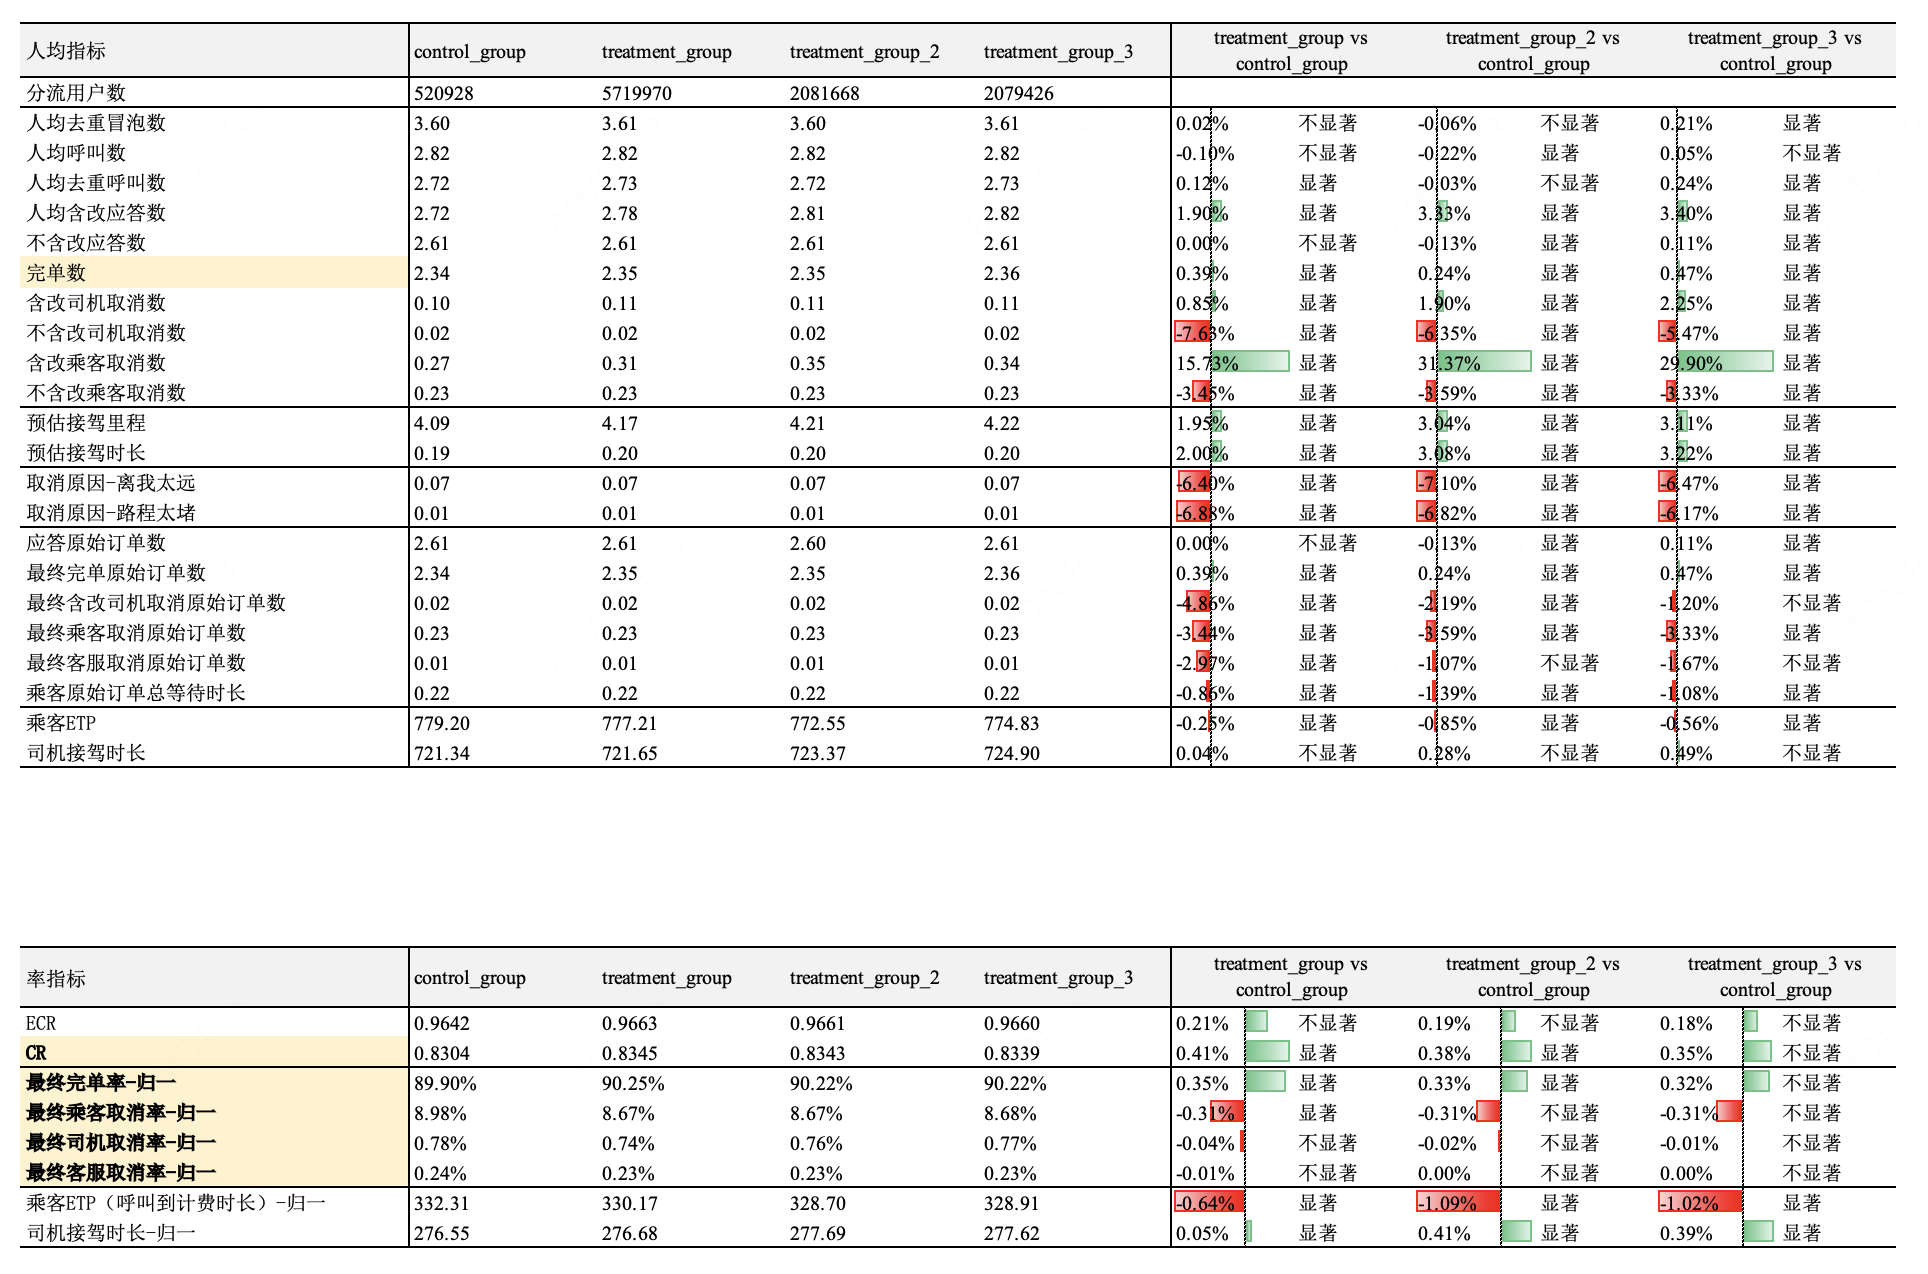 人均指标 control_group treatment_group treatment_group_2 treatment_group_3 treatment_group vs control_group treatment_group_2 vs control_group treatment_group_3 vs control_group
分流用户数 520928 5719970 2081668 2079426
人均去重冒泡数 3.60 3.61 3.60 3.61 0.02% 不显著 -0.06% 不显著 0.21% 显著
人均呼叫数 2.82 2.82 2.82 2.82 -0.10% 不显著 -0.22% 显著 0.05% 不显著
人均去重呼叫数 2.72 2.73 2.72 2.73 0.12% 显著 -0.03% 不显著 0.24% 显著
人均含改应答数 2.72 2.78 2.81 2.82 1.90% 显著 3.33% 显著 3.40% 显著
不含改应答数 2.61 2.61 2.61 2.61 0.00% 不显著 -0.13% 显著 0.11% 显著
完单数 2.34 2.35 2.35 2.36 0.39% 显著 0.24% 显著 0.47% 显著
含改司机取消数 0.10 0.11 0.11 0.11 0.85% 显著 1.90% 显著 2.25% 显著
不含改司机取消数 0.02 0.02 0.02 0.02 -7.63% 显著 -6.35% 显著 -5.47% 显著
含改乘客取消数 0.27 0.31 0.35 0.34 15.73% 显著 31.37% 显著 29.90% 显著
不含改乘客取消数 0.23 0.23 0.23 0.23 -3.45% 显著 -3.59% 显著 -3.33% 显著
预估接驾里程 4.09 4.17 4.21 4.22 1.95% 显著 3.04% 显著 3.11% 显著
预估接驾时长 0.19 0.20 0.20 0.20 2.00% 显著 3.08% 显著 3.22% 显著
取消原因-离我太远 0.07 0.07 0.07 0.07 -6.40% 显著 -7.10% 显著 -6.47% 显著
取消原因-路程太堵 0.01 0.01 0.01 0.01 -6.88% 显著 -6.82% 显著 -6.17% 显著
应答原始订单数 2.61 2.61 2.60 2.61 0.00% 不显著 -0.13% 显著 0.11% 显著
最终完单原始订单数 2.34 2.35 2.35 2.36 0.39% 显著 0.24% 显著 0.47% 显著
最终含改司机取消原始订单数 0.02 0.02 0.02 0.02 -4.86% 显著 -2.19% 显著 -1.20% 不显著
最终乘客取消原始订单数 0.23 0.23 0.23 0.23 -3.44% 显著 -3.59% 显著 -3.33% 显著
最终客服取消原始订单数 0.01 0.01 0.01 0.01 -2.97% 显著 -1.07% 不显著 -1.67% 不显著
乘客原始订单总等待时长 0.22 0.22 0.22 0.22 -0.86% 显著 -1.39% 显著 -1.08% 显著
乘客ETP 779.20 777.21 772.55 774.83 -0.25% 显著 -0.85% 显著 -0.56% 显著
司机接驾时长 721.34 721.65 723.37 724.90 0.04% 不显著 0.28% 不显著 0.49% 不显著
率指标 control_group treatment_group treatment_group_2 treatment_group_3 treatment_group vs control_group treatment_group_2 vs control_group treatment_group_3 vs control_group
ECR 0.9642 0.9663 0.9661 0.9660 0.21% 不显著 0.19% 不显著 0.18% 不显著
CR 0.8304 0.8345 0.8343 0.8339 0.41% 显著 0.38% 显著 0.35% 不显著
最终完单率-归一 89.90% 90.25% 90.22% 90.22% 0.35% 显著 0.33% 显著 0.32% 不显著
最终乘客取消率-归一 8.98% 8.67% 8.67% 8.68% -0.31% 显著 -0.31% 不显著 -0.31% 不显著
最终司机取消率-归一 0.78% 0.74% 0.76% 0.77% -0.04% 不显著 -0.02% 不显著 -0.01% 不显著
最终客服取消率-归一 0.24% 0.23% 0.23% 0.23% -0.01% 不显著 0.00% 不显著 0.00% 不显著
乘客ETP（呼叫到计费时长）-归一 332.31 330.17 328.70 328.91 -0.64% 显著 -1.09% 显著 -1.02% 显著
司机接驾时长-归一 276.55 276.68 277.69 277.62 0.05% 显著 0.41% 显著 0.39% 显著